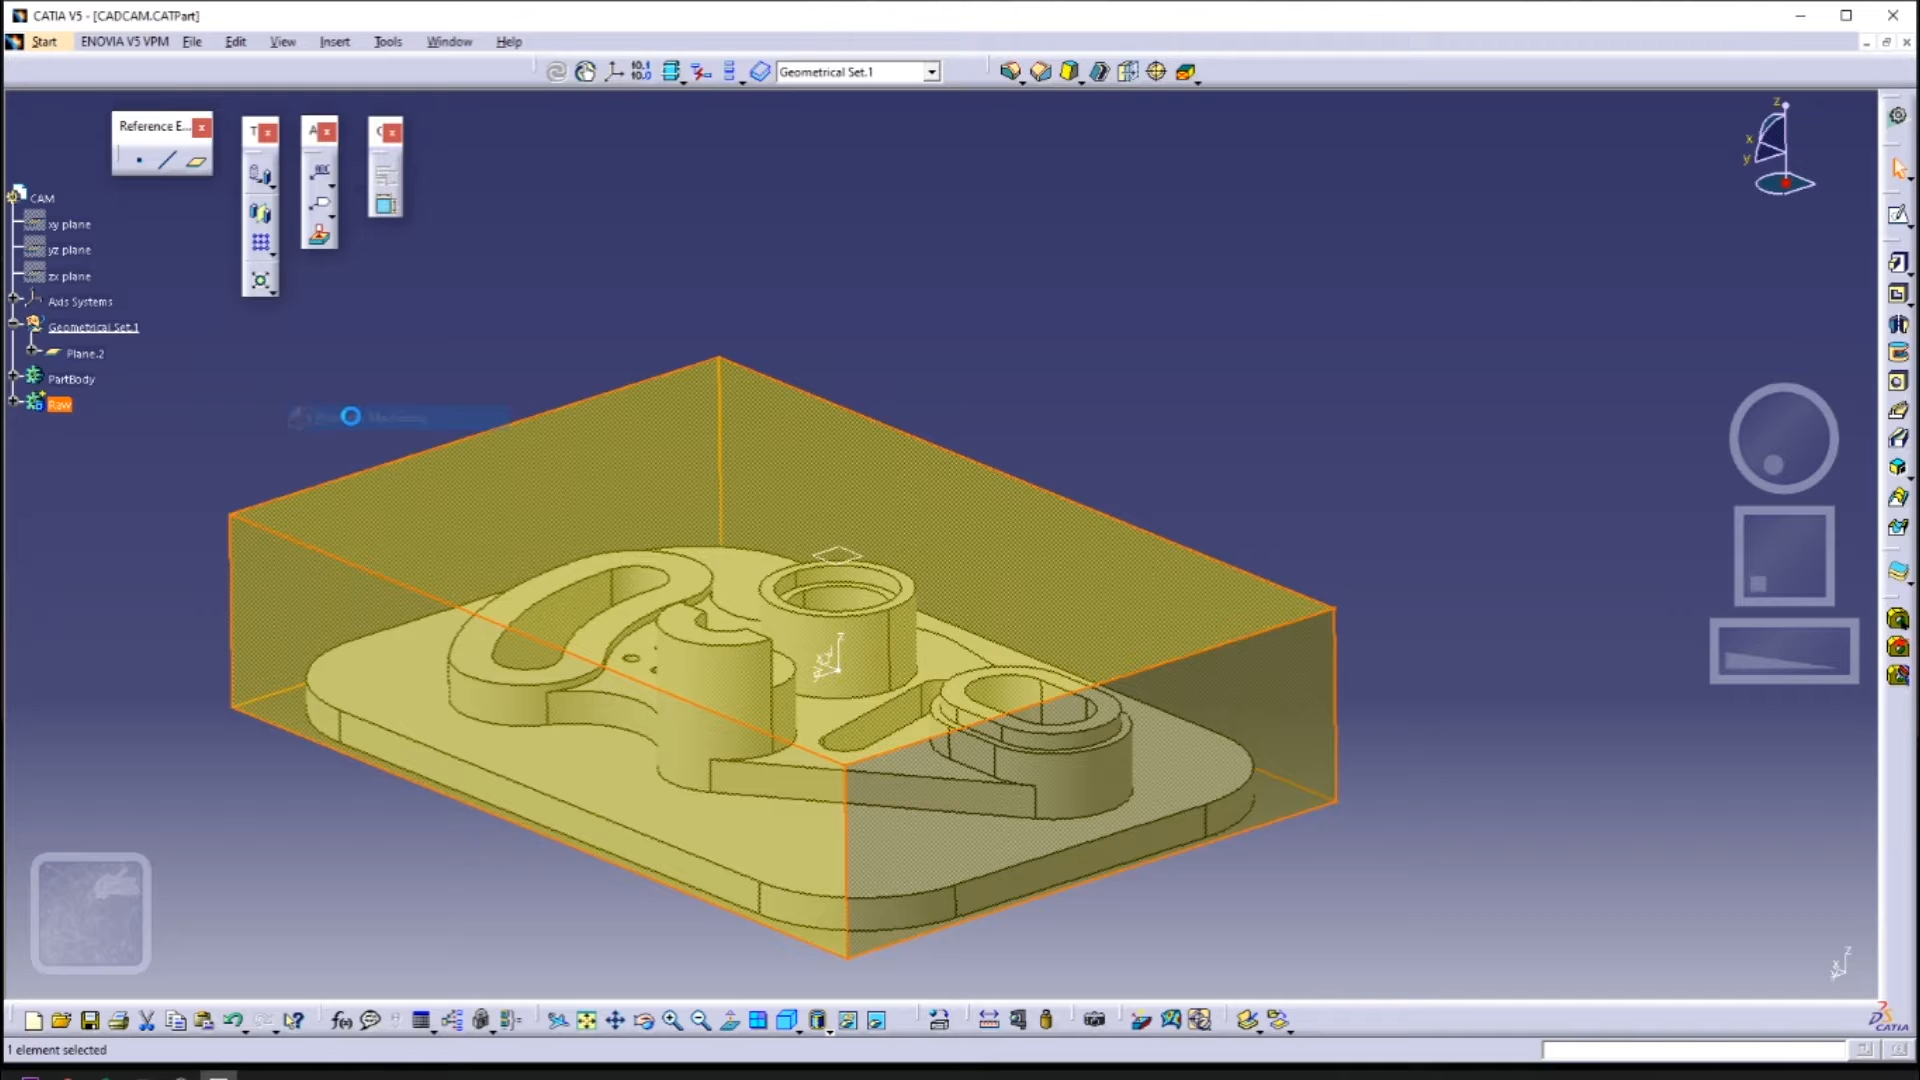 CATIA V5 - [CADCAM.CATPart]
Start ENOVIA V5 VPM File Edit View Insert Tools Window Help
Geometrical Set.1
Reference E... T A C
CAM
xy plane
yz plane
zx plane
Axis Systems
Geometrical Set.1
Plane.2
PartBody
Raw
Machining
z
x
y
z
z
x
y
CATIA
1 element selected